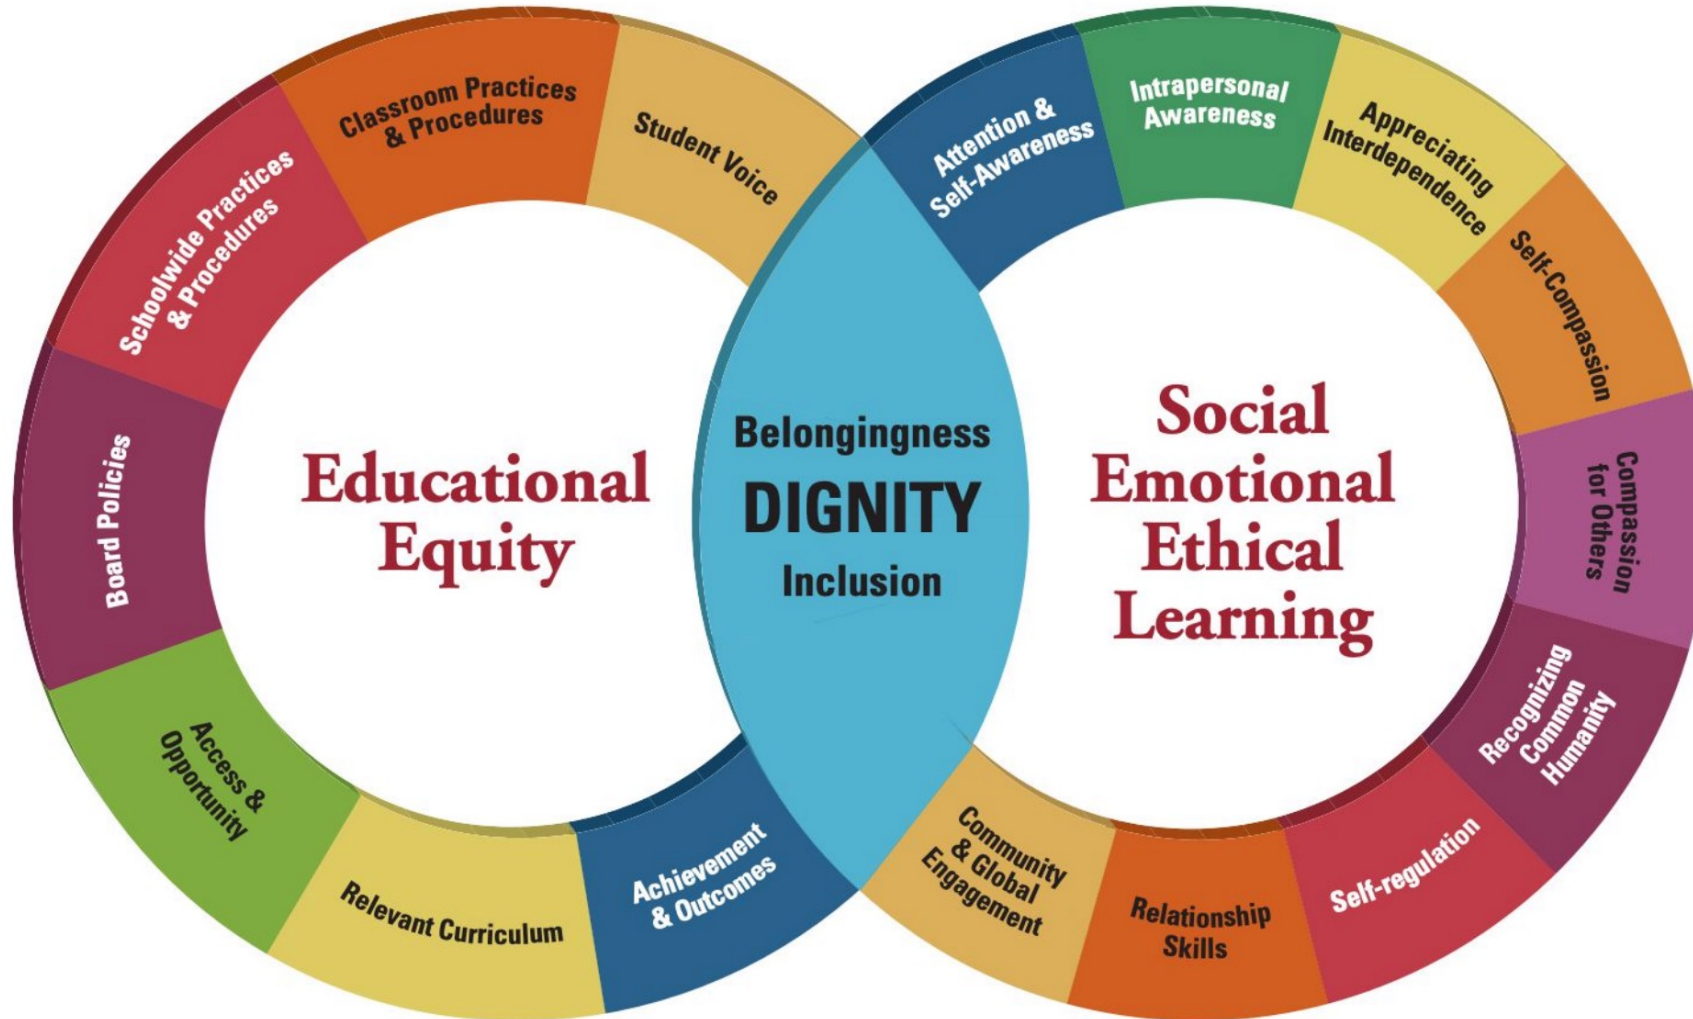 Classroom Practices
& Procedures
Student Voice
Schoolwide Practices
& Procedures
Board Policies
Access &
Opportunity
Relevant Curriculum
Achievement
& Outcomes
Educational
Equity
Belongingness
DIGNITY
Inclusion
Attention &
Self-Awareness
Intrapersonal
Awareness
Appreciating
Interdependence
Self-Compassion
Compassion
for Others
Recognizing
Common
Humanity
Self-regulation
Relationship
Skills
Community
& Global
Engagement
Social
Emotional
Ethical
Learning